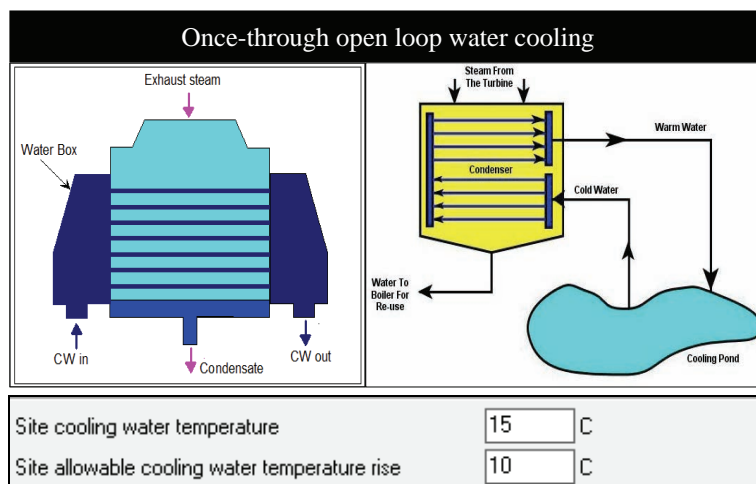 Once-through open loop water cooling
Exhaust steam
Water Box
CW in
Condensate
CW out
Steam From
The Turbine
Warm Water
Condenser
Cold Water
Water To
Boiler For
Re-use
Cooling Pond
Site cooling water temperature 15 C
Site allowable cooling water temperature rise 10 C